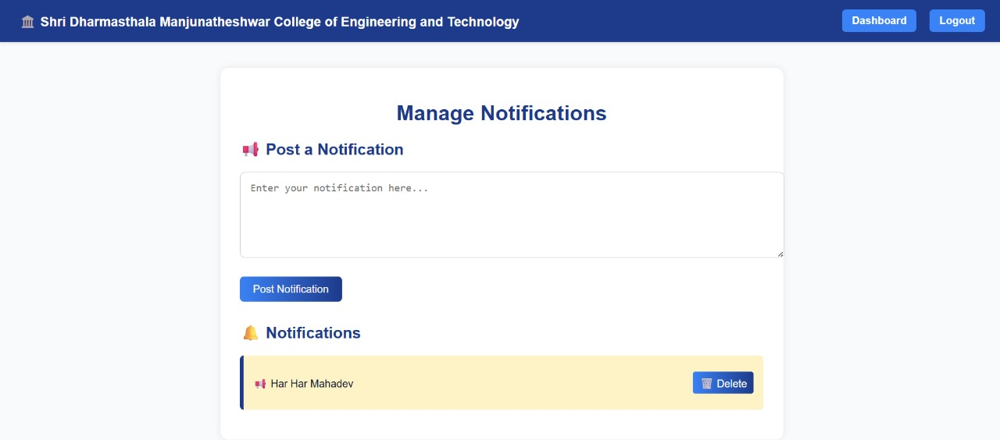 Shri Dharmasthala Manjunatheshwar College of Engineering and Technology
Dashboard
Logout
Manage Notifications
Post a Notification
Enter your notification here...
Post Notification
Notifications
Har Har Mahadev
Delete